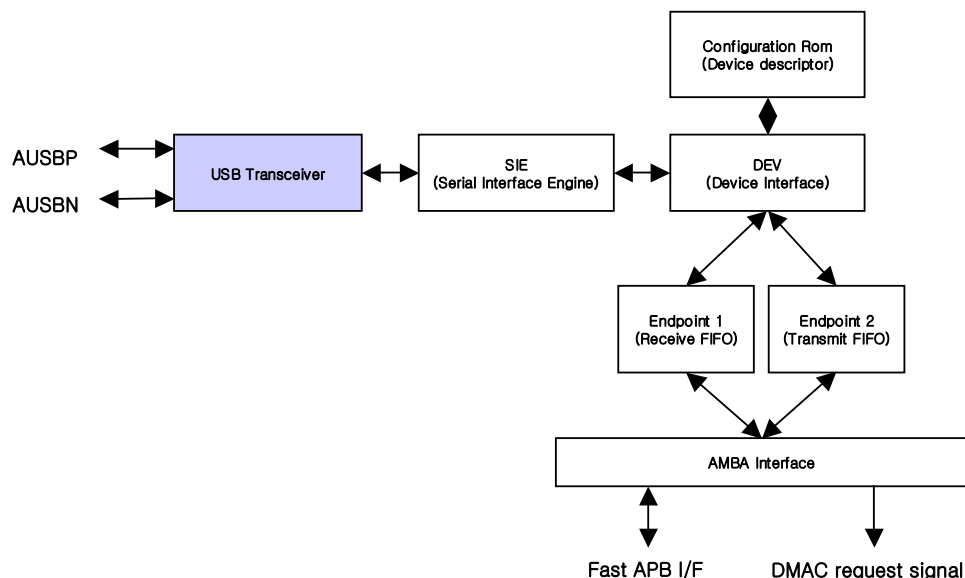 Configuration Rom
(Device descriptor)
AUSBP
AUSBN
USB Transceiver
SIE
(Serial Interface Engine)
DEV
(Device Interface)
Endpoint 1
(Receive FIFO)
Endpoint 2
(Transmit FIFO)
AMBA Interface
Fast APB I/F
DMAC request signal